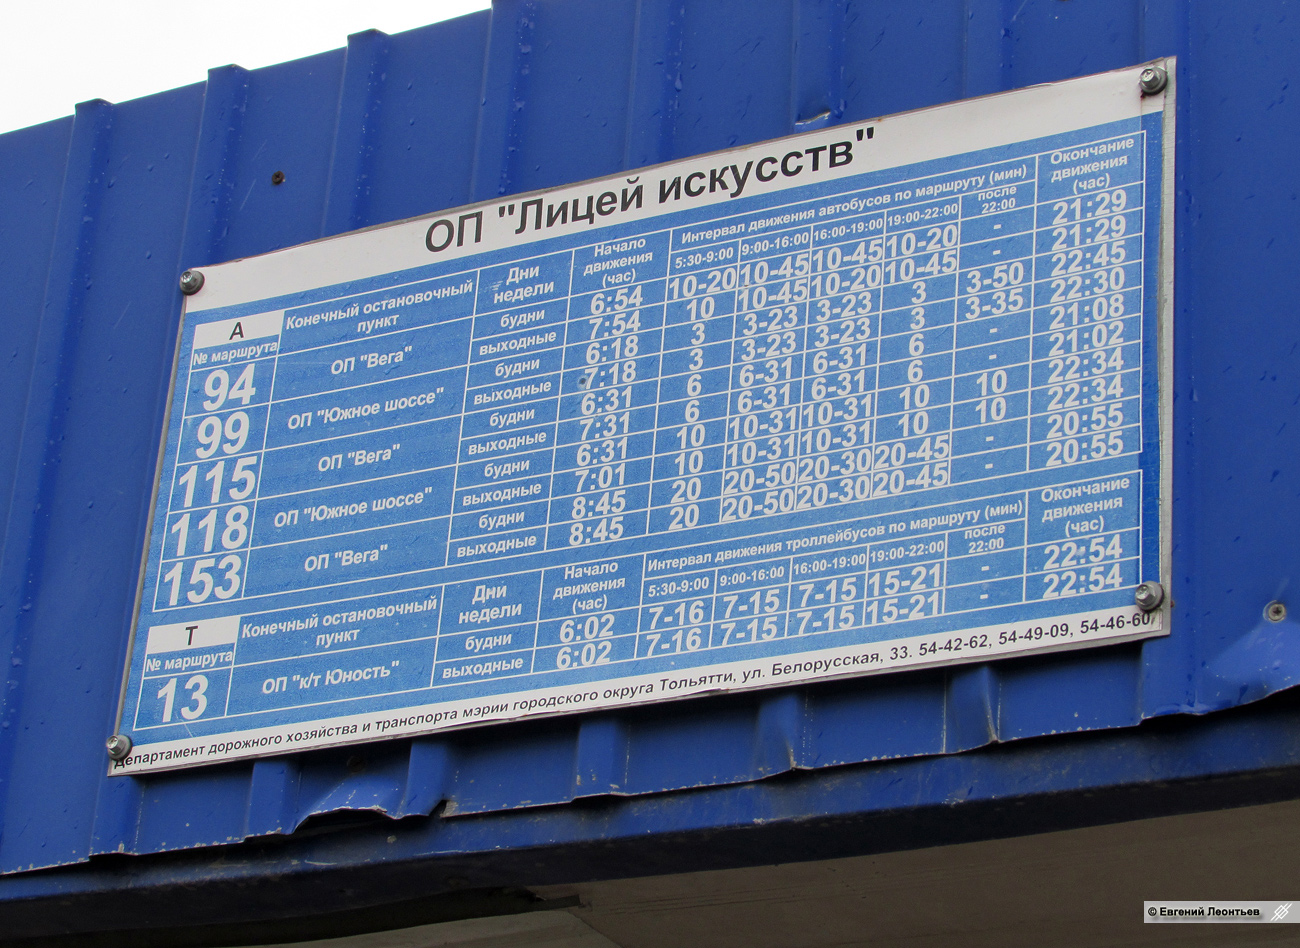 ОП "Лицей искусств"
А
№ маршрута
Конечный остановочный пункт
Дни недели
Начало движения (час)
Интервал движения автобусов по маршруту (мин)
5:30-9:00 9:00-16:00 16:00-19:00 19:00-22:00 после 22:00
Окончание движения (час)
94 ОП "Вега" будни 6:54 10-20 10-45 10-45 10-20 - 21:29
выходные 7:54 10 10-45 10-20 10-45 - 21:29
99 ОП "Южное шоссе" будни 6:18 3 3-23 3-23 3 3-50 22:45
выходные 7:18 3 3-23 3-23 3 3-35 22:30
115 ОП "Вега" будни 6:31 6 6-31 6-31 6 - 21:08
выходные 7:31 6 6-31 6-31 6 - 21:02
118 ОП "Южное шоссе" будни 6:31 10 10-31 10-31 10 10 22:34
выходные 7:01 10 10-31 10-31 10 10 22:34
153 ОП "Вега" будни 8:45 20 20-50 20-30 20-45 - 20:55
выходные 8:45 20 20-50 20-30 20-45 - 20:55
Т
№ маршрута
Конечный остановочный пункт
Дни недели
Начало движения (час)
Интервал движения троллейбусов по маршруту (мин)
5:30-9:00 9:00-16:00 16:00-19:00 19:00-22:00 после 22:00
Окончание движения (час)
13 ОП "к/т Юность" будни 6:02 7-16 7-15 7-15 15-21 - 22:54
выходные 6:02 7-16 7-15 7-15 15-21 - 22:54
Департамент дорожного хозяйства и транспорта мэрии городского округа Тольятти, ул. Белорусская, 33. 54-42-62, 54-49-09, 54-46-60
© Евгений Леонтьев